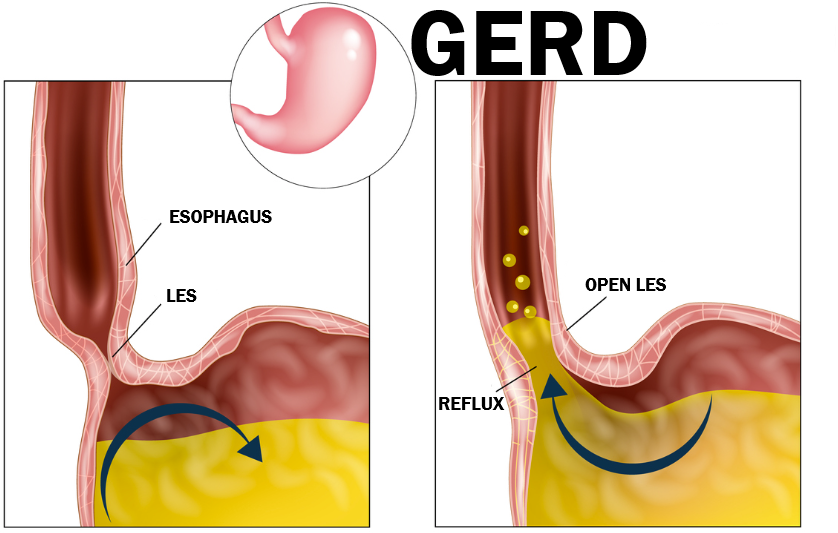 GERD
ESOPHAGUS
LES
OPEN LES
REFLUX